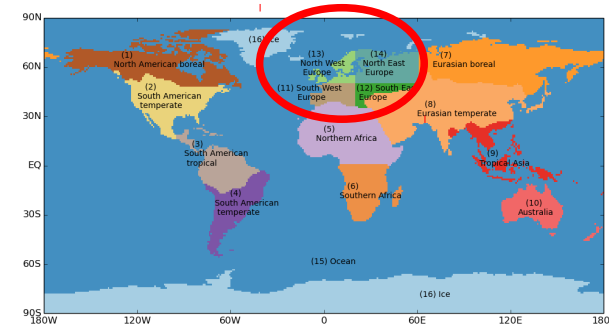 90N
(16) Ice
(1)
North American boreal
(13)
North West
Europe
(14)
North East
Europe
(7)
Eurasian boreal
60N
(2)
South American
temperate
(11) South West
Europe
(12) South East
Europe
(8)
Eurasian temperate
30N
(5)
Northern Africa
(3)
South American
tropical
(9)
Tropical Asia
EQ
(6)
Southern Africa
(4)
South American
temperate
(10)
Australia
30S
(15) Ocean
60S
(16) Ice
90S
180W
120W
60W
0
60E
120E
180